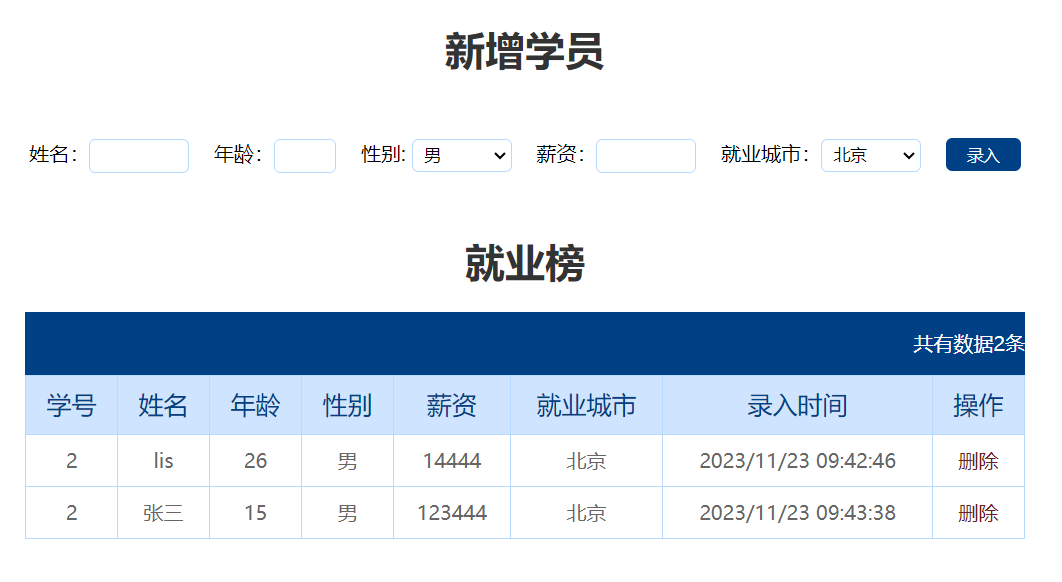 新增学员
姓名： 年龄： 性别: 男 薪资： 就业城市： 北京 录入
就业榜
共有数据2条
学号 姓名 年龄 性别 薪资 就业城市 录入时间 操作
2 lis 26 男 14444 北京 2023/11/23 09:42:46 删除
2 张三 15 男 123444 北京 2023/11/23 09:43:38 删除